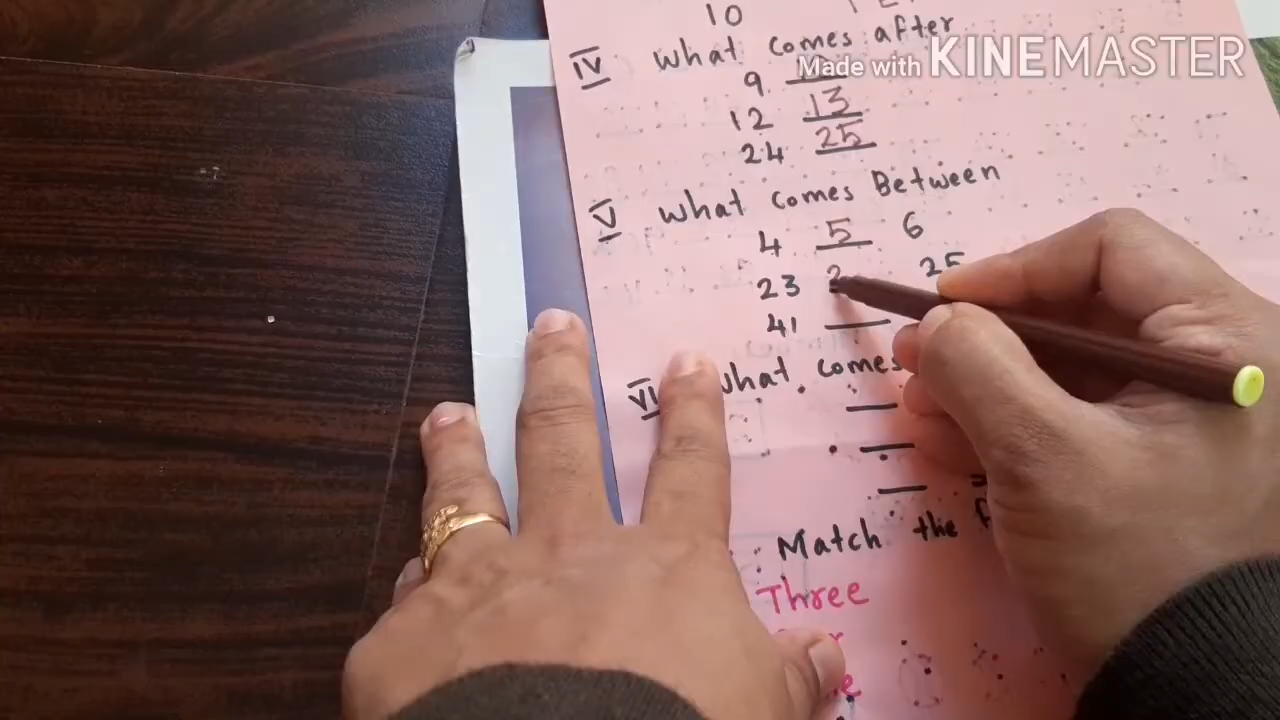 10
IV What comes after
Made with KINEMASTER
9
12 13
24 25
V What comes Between
4 5 6
23 2 25
41
VI What comes
Match the
Three